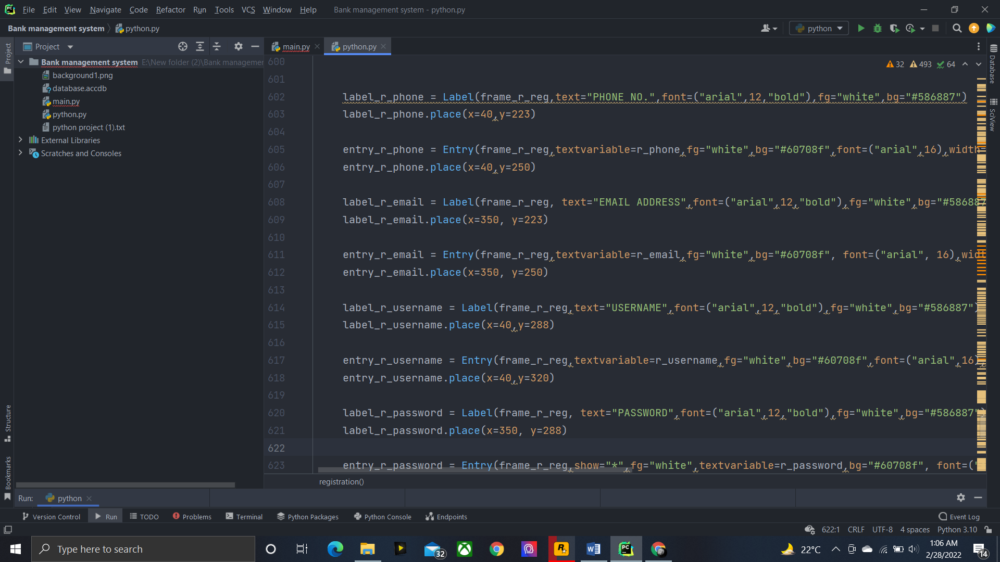 File Edit View Navigate Code Refactor Run Tools VCS Window Help Bank management system - python.py
Bank management system python.py python
Project main.py python.py
Bank management system E:\New folder (2)\Bank managemen
background1.png
database.accdb
main.py
python.py
python project (1).txt
External Libraries
Scratches and Consoles
Project
Structure
Bookmarks
32 493 64
600
601
602 label_r_phone = Label(frame_r_reg,text="PHONE NO.",font=("arial",12,"bold"),fg="white",bg="#586887")
603 label_r_phone.place(x=40,y=223)
604
605 entry_r_phone = Entry(frame_r_reg,textvariable=r_phone,fg="white",bg="#60708f",font=("arial",16),width=
606 entry_r_phone.place(x=40,y=250)
607
608 label_r_email = Label(frame_r_reg, text="EMAIL ADDRESS",font=("arial",12,"bold"),fg="white",bg="#586887
609 label_r_email.place(x=350, y=223)
610
611 entry_r_email = Entry(frame_r_reg,textvariable=r_email,fg="white",bg="#60708f", font=("arial", 16),widt
612 entry_r_email.place(x=350, y=250)
613
614 label_r_username = Label(frame_r_reg,text="USERNAME",font=("arial",12,"bold"),fg="white",bg="#586887")
615 label_r_username.place(x=40,y=288)
616
617 entry_r_username = Entry(frame_r_reg,textvariable=r_username,fg="white",bg="#60708f",font=("arial",16),
618 entry_r_username.place(x=40,y=320)
619
620 label_r_password = Label(frame_r_reg, text="PASSWORD",font=("arial",12,"bold"),fg="white",bg="#586887")
621 label_r_password.place(x=350, y=288)
622
623 entry_r_password = Entry(frame_r_reg,show="*",fg="white",textvariable=r_password,bg="#60708f", font=("
registration()
Database
SciView
Run: python
Version Control Run TODO Problems Terminal Python Packages Python Console Endpoints Event Log
622:1 CRLF UTF-8 4 spaces Python 3.10
Type here to search 32 22°C 1:06 AM
2/28/2022 14